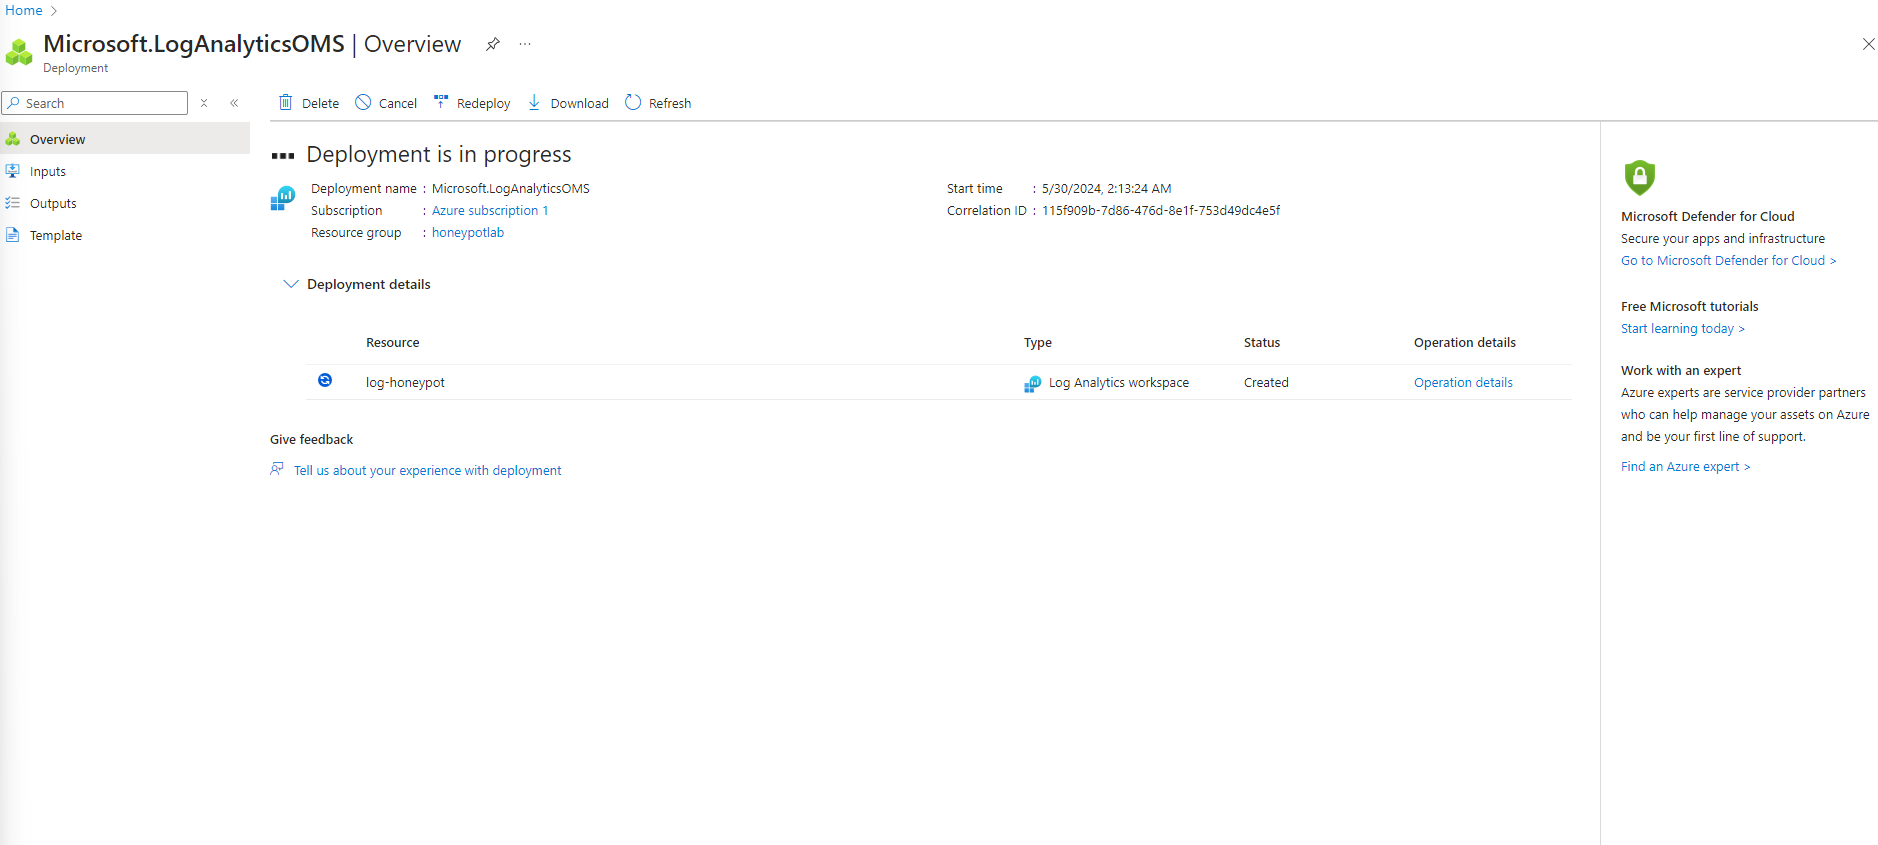 Home >
Microsoft.LogAnalyticsOMS | Overview ...
Deployment
Search
Overview
Inputs
Outputs
Template
Delete Cancel Redeploy Download Refresh
Deployment is in progress
Deployment name : Microsoft.LogAnalyticsOMS
Subscription : Azure subscription 1
Resource group : honeypotlab
Start time : 5/30/2024, 2:13:24 AM
Correlation ID : 115f909b-7d86-476d-8e1f-753d49dc4e5f
Deployment details
Resource Type Status Operation details
log-honeypot Log Analytics workspace Created Operation details
Give feedback
Tell us about your experience with deployment
Microsoft Defender for Cloud
Secure your apps and infrastructure
Go to Microsoft Defender for Cloud >
Free Microsoft tutorials
Start learning today >
Work with an expert
Azure experts are service provider partners
who can help manage your assets on Azure
and be your first line of support.
Find an Azure expert >